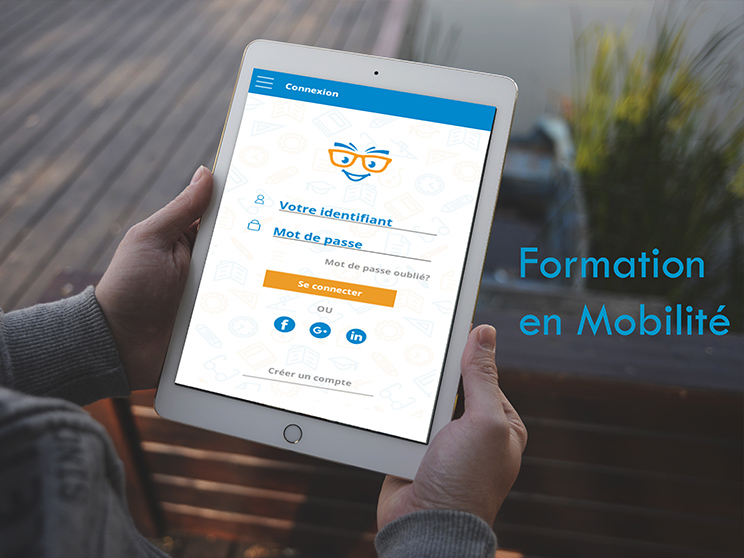 Connexion
Votre identifiant
Mot de passe
Mot de passe oublié?
Se connecter
OU
f
G+
in
Créer un compte
Formation
en Mobilité